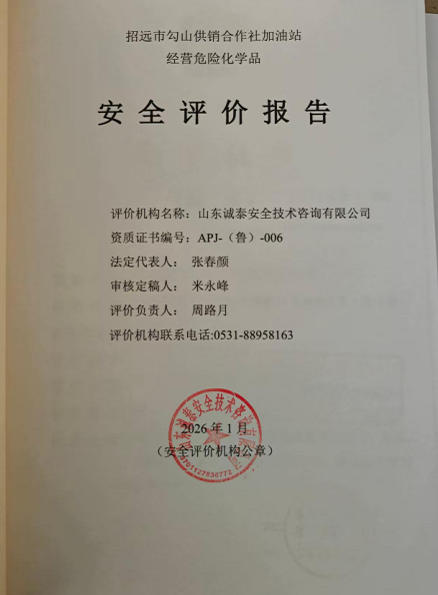 招远市勾山供销合作社加油站
经营危险化学品
安全评价报告
评价机构名称：山东诚泰安全技术咨询有限公司
资质证书编号：APJ-（鲁）-006
法定代表人： 张春颜
审核定稿人： 米永峰
评价负责人： 周路月
评价机构联系电话:0531-88958163
2026 年 1 月
（安全评价机构公章）